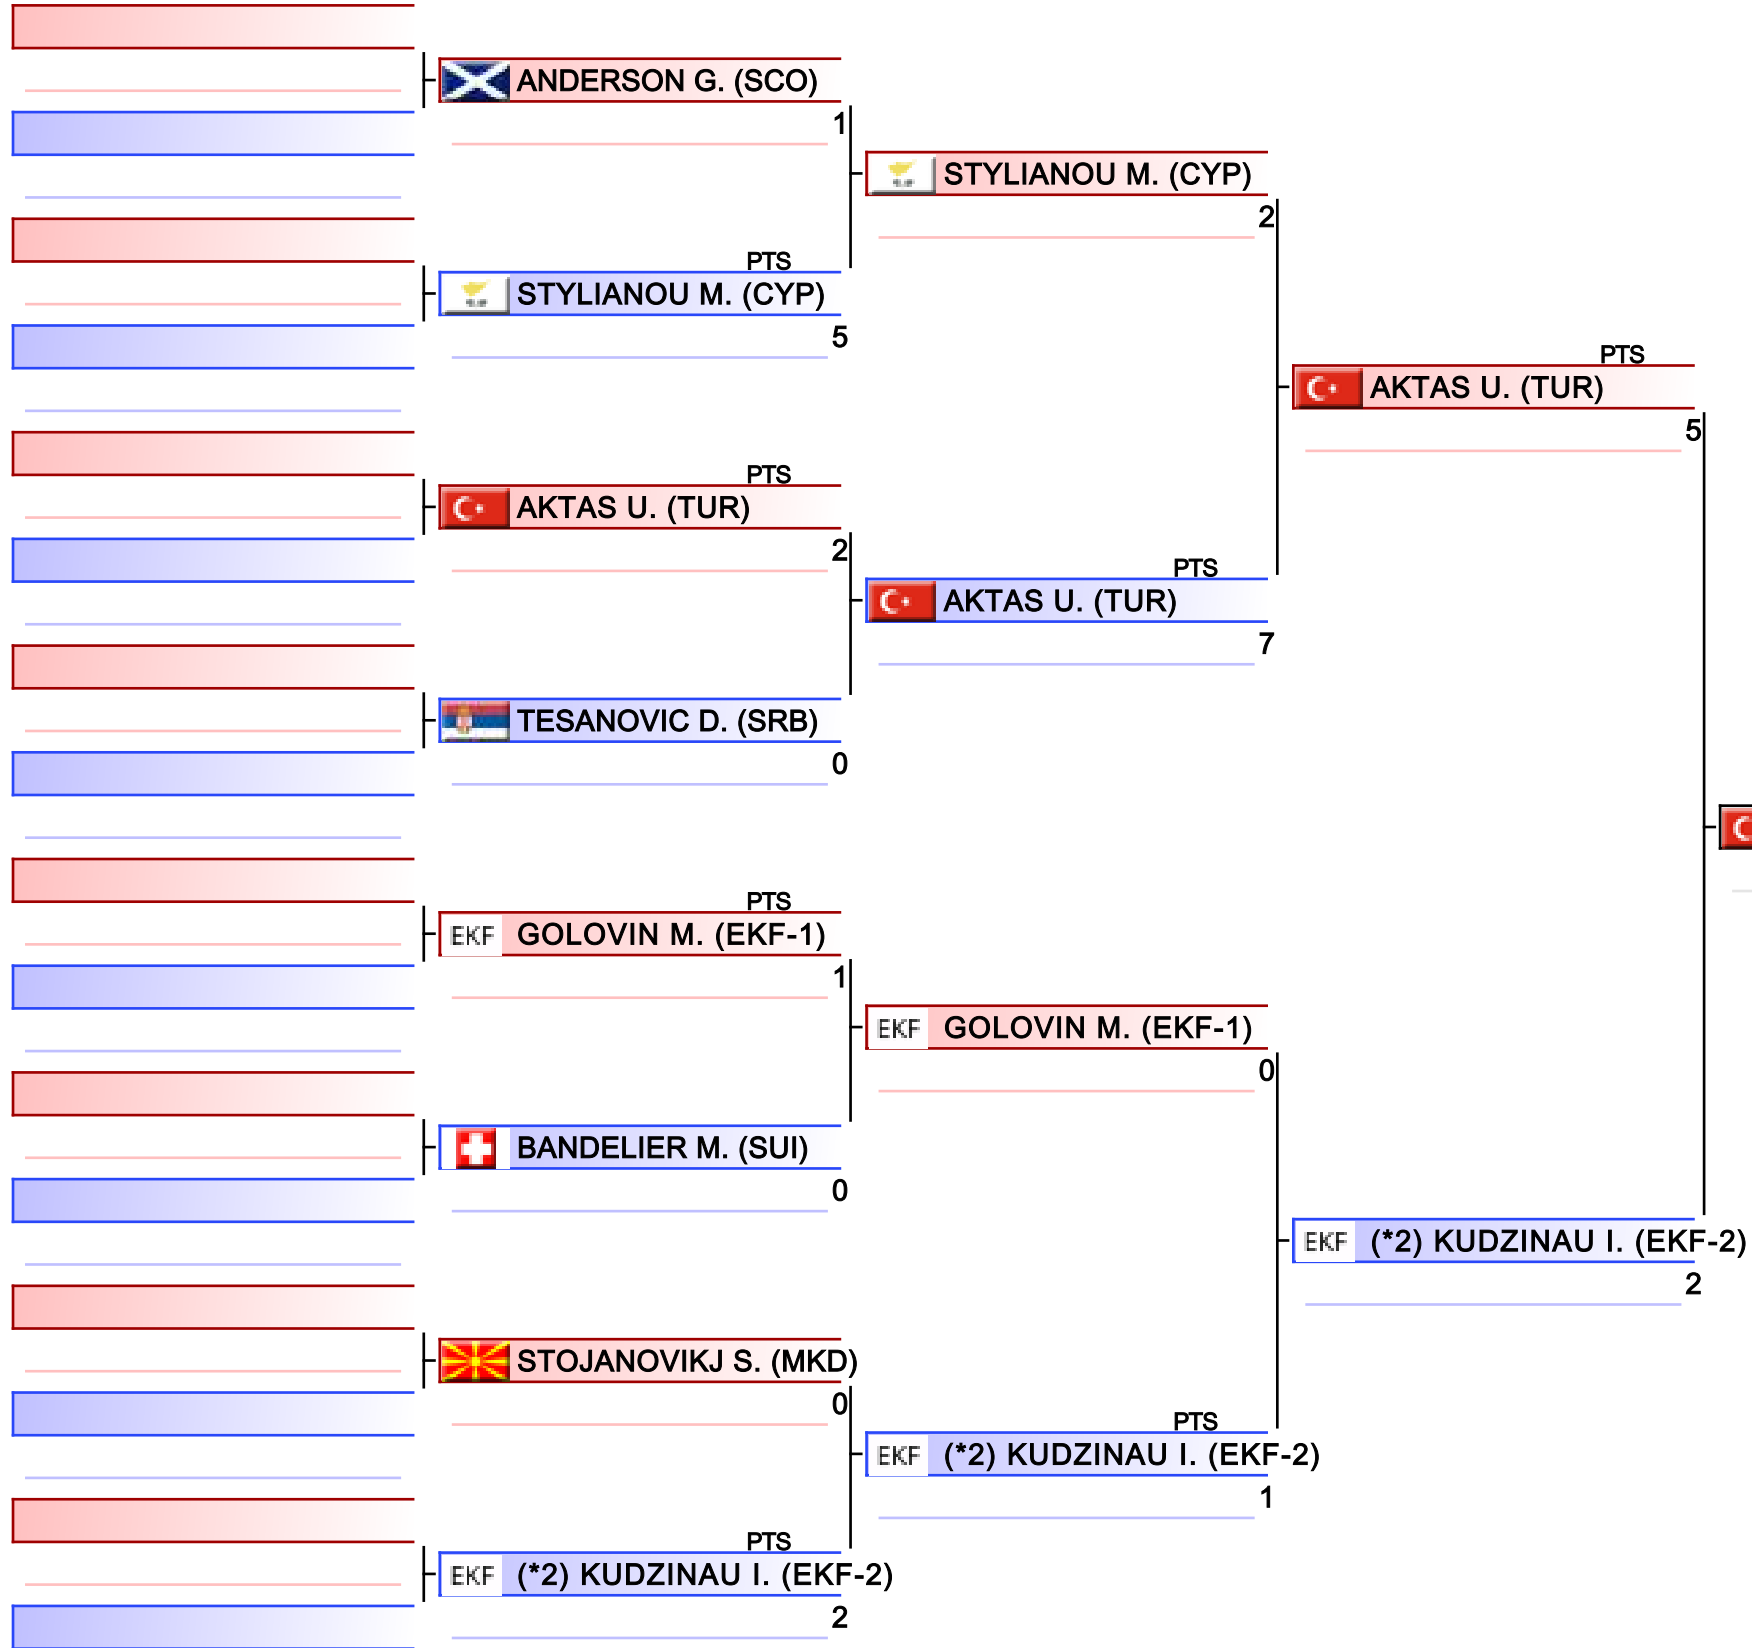 ANDERSON G. (SCO)
1
STYLIANOU M. (CYP)
2
PTS
STYLIANOU M. (CYP)
5
PTS
AKTAS U. (TUR)
5
PTS
AKTAS U. (TUR)
2
PTS
AKTAS U. (TUR)
7
TESANOVIC D. (SRB)
0
PTS
EKF GOLOVIN M. (EKF-1)
1
EKF GOLOVIN M. (EKF-1)
0
BANDELIER M. (SUI)
0
EKF (*2) KUDZINAU I. (EKF-2)
2
STOJANOVIKJ S. (MKD)
0
PTS
EKF (*2) KUDZINAU I. (EKF-2)
1
PTS
EKF (*2) KUDZINAU I. (EKF-2)
2